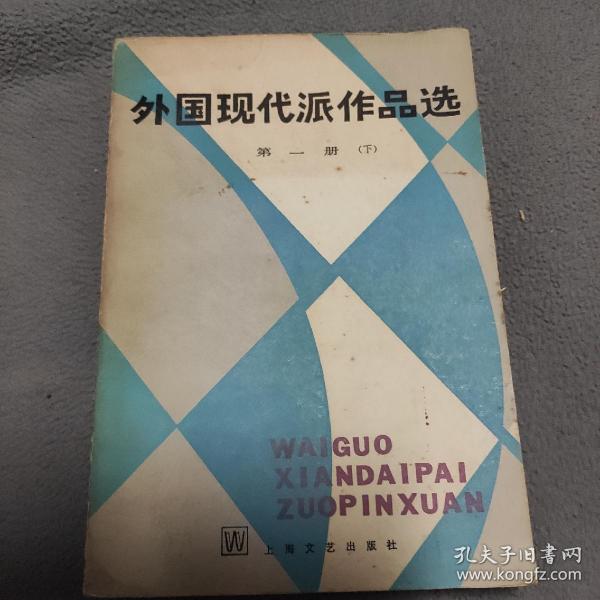 外国现代派作品选
第一册(下)
WAIGUO
XIANDAIPAI
ZUOPINXUAN
W 上海文艺出版社
孔夫子旧书网
www.kongfz.com